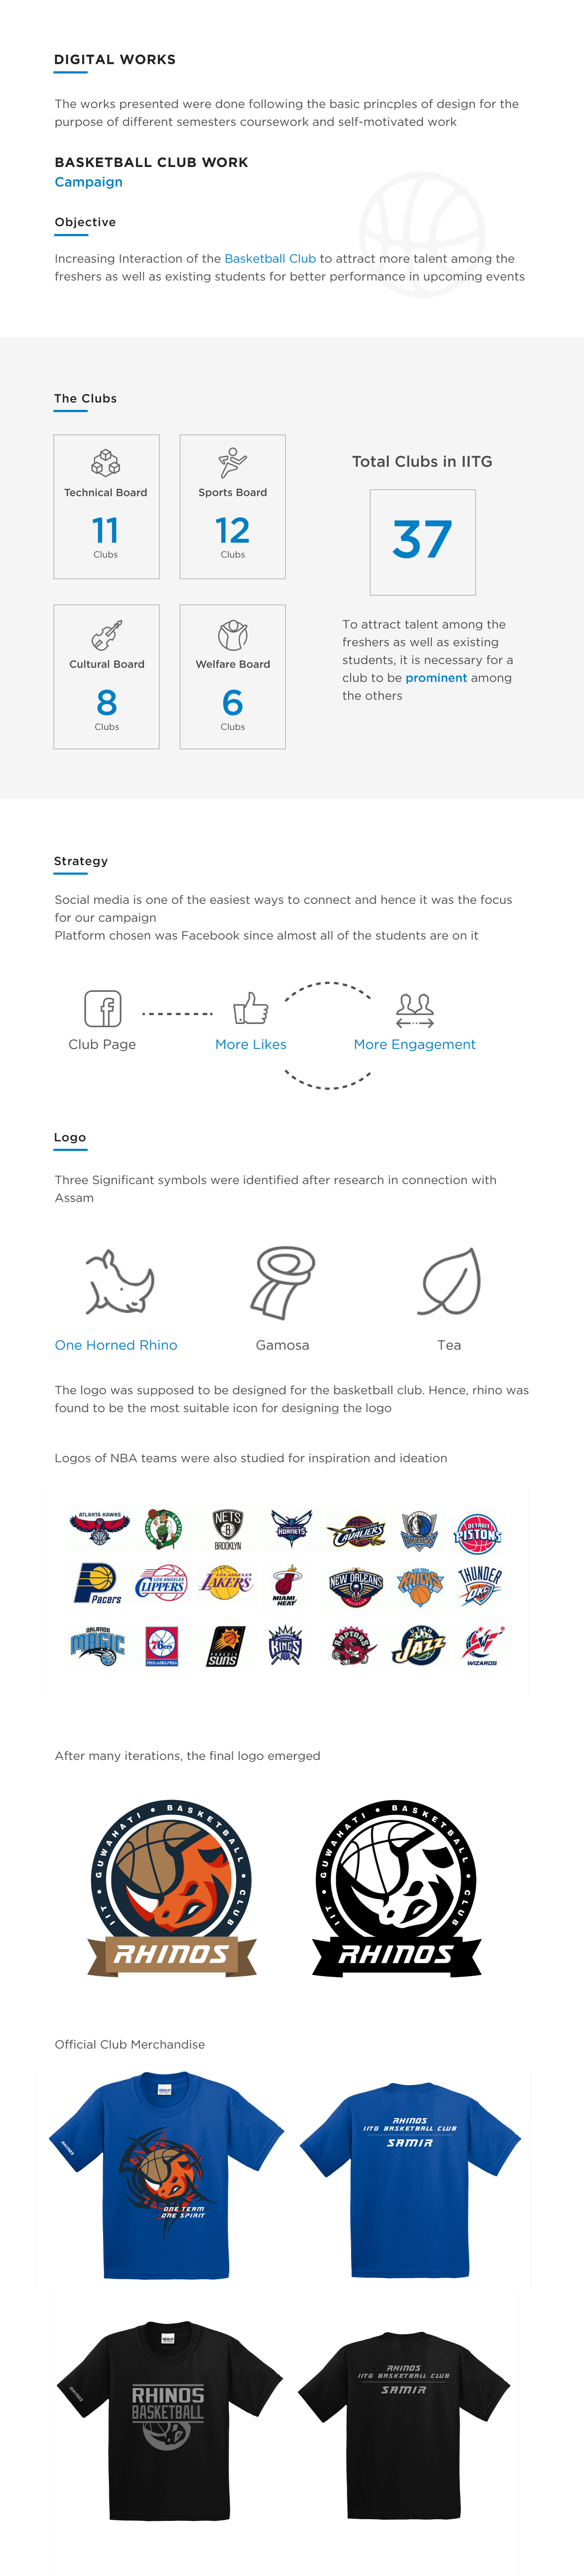 DIGITAL WORKS
The works presented were done following the basic princples of design for the
purpose of different semesters coursework and self-motivated work
BASKETBALL CLUB WORK
Campaign
Objective
Increasing Interaction of the Basketball Club to attract more talent among the
freshers as well as existing students for better performance in upcoming events
The Clubs
Technical Board
11
Clubs
Sports Board
12
Clubs
Cultural Board
8
Clubs
Welfare Board
6
Clubs
Total Clubs in IITG
37
To attract talent among the
freshers as well as existing
students, it is necessary for a
club to be prominent among
the others
Strategy
Social media is one of the easiest ways to connect and hence it was the focus
for our campaign
Platform chosen was Facebook since almost all of the students are on it
Club Page
More Likes
More Engagement
Logo
Three Significant symbols were identified after research in connection with
Assam
One Horned Rhino
Gamosa
Tea
The logo was supposed to be designed for the basketball club. Hence, rhino was
found to be the most suitable icon for designing the logo
Logos of NBA teams were also studied for inspiration and ideation
ATLANTA HAWKS
NETS
BROOKLYN
HORNETS
CAVALIERS
MAVERICKS
DETROIT
PISTONS
Pacers
LOS ANGELES
CLIPPERS
LOS ANGELES
LAKERS
MIAMI
HEAT
NEW ORLEANS
THUNDER
OKC
ORLANDO
MAGIC
76ERS
PHILADELPHIA
PHOENIX
SUNS
KINGS
RAPTORS
UTAH
JAZZ
WIZARDS
After many iterations, the final logo emerged
IIT • GUWAHATI • BASKETBALL • CLUB
RHINOS
IIT • GUWAHATI • BASKETBALL • CLUB
RHINOS
Official Club Merchandise
RHINOS
ONE TEAM
ONE SPIRIT
RHINOS
IITG BASKETBALL CLUB
SAMIR
RHINOS
RHINOS
BASKETBALL
RHINOS
IITG BASKETBALL CLUB
SAMIR